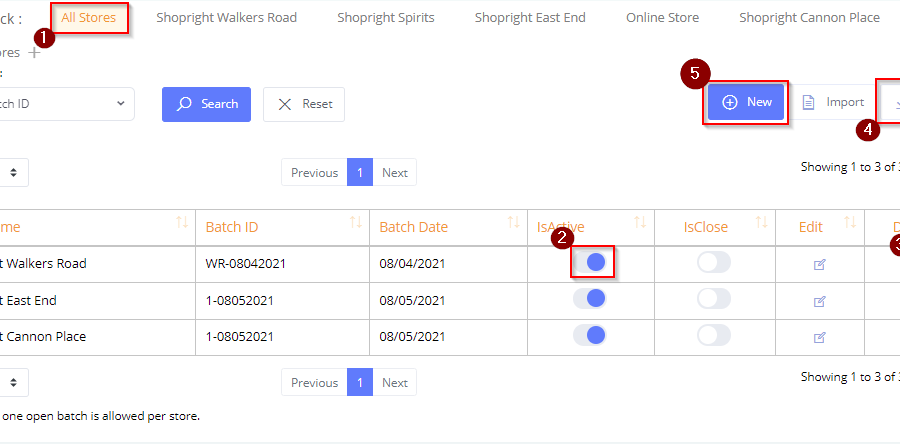 ck : All Stores Shopright Walkers Road Shopright Spirits Shopright East End Online Store Shopright Cannon Place
1
ores +
:
5
ch ID Search Reset New Import
4
Previous 1 Next Showing 1 to 3 of 3
me Batch ID Batch Date IsActive IsClose Edit D
2 3
t Walkers Road WR-08042021 08/04/2021
t East End 1-08052021 08/05/2021
t Cannon Place 1-08052021 08/05/2021
Previous 1 Next Showing 1 to 3 of 3
one open batch is allowed per store.